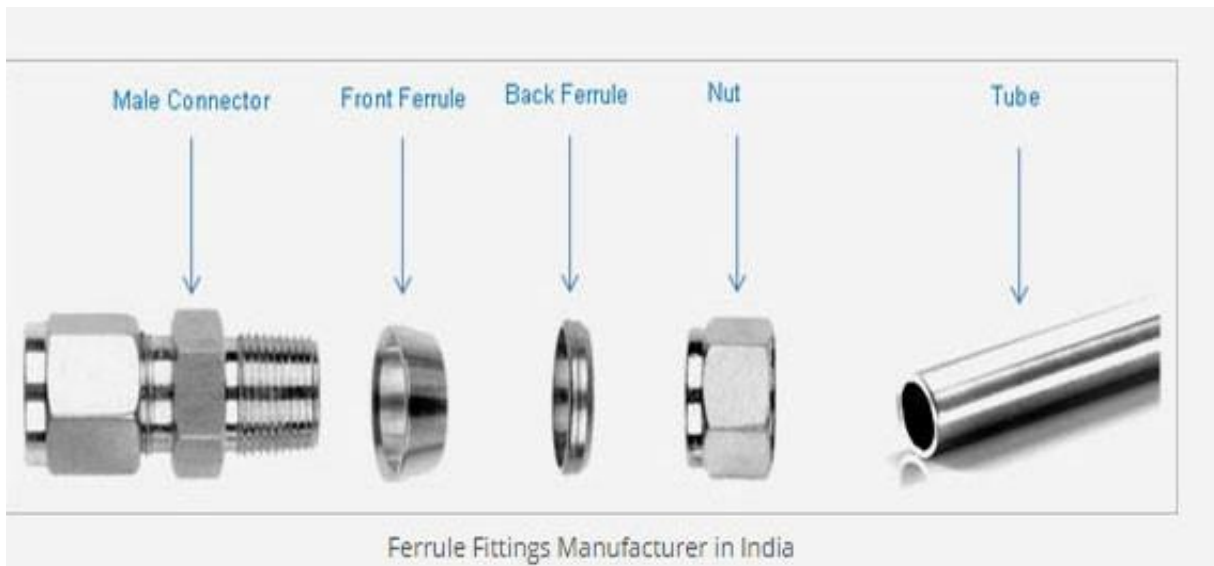 Male Connector
Front Ferrule
Back Ferrule
Nut
Tube
Ferrule Fittings Manufacturer in India